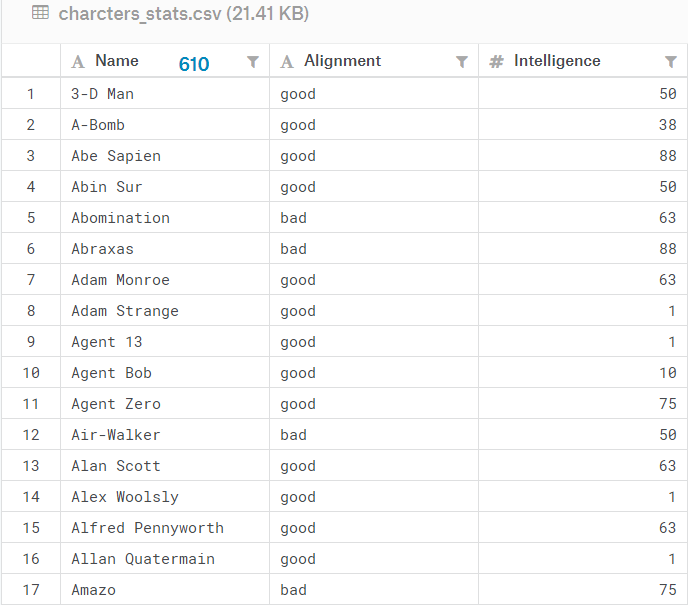 charcters_stats.csv (21.41 KB)
A Name 610 A Alignment # Intelligence
1 3-D Man good 50
2 A-Bomb good 38
3 Abe Sapien good 88
4 Abin Sur good 50
5 Abomination bad 63
6 Abraxas bad 88
7 Adam Monroe good 63
8 Adam Strange good 1
9 Agent 13 good 1
10 Agent Bob good 10
11 Agent Zero good 75
12 Air-Walker bad 50
13 Alan Scott good 63
14 Alex Woolsly good 1
15 Alfred Pennyworth good 63
16 Allan Quatermain good 1
17 Amazo bad 75